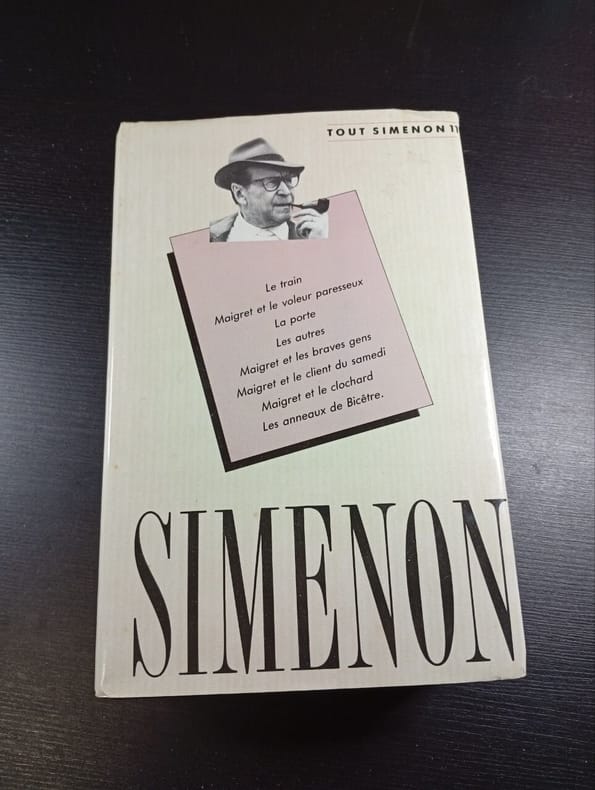 TOUT SIMENON 11
Le train
Maigret et le voleur paresseux
La porte
Les autres
Maigret et les braves gens
Maigret et le client du samedi
Maigret et le clochard
Les anneaux de Bicêtre.
SIMENON